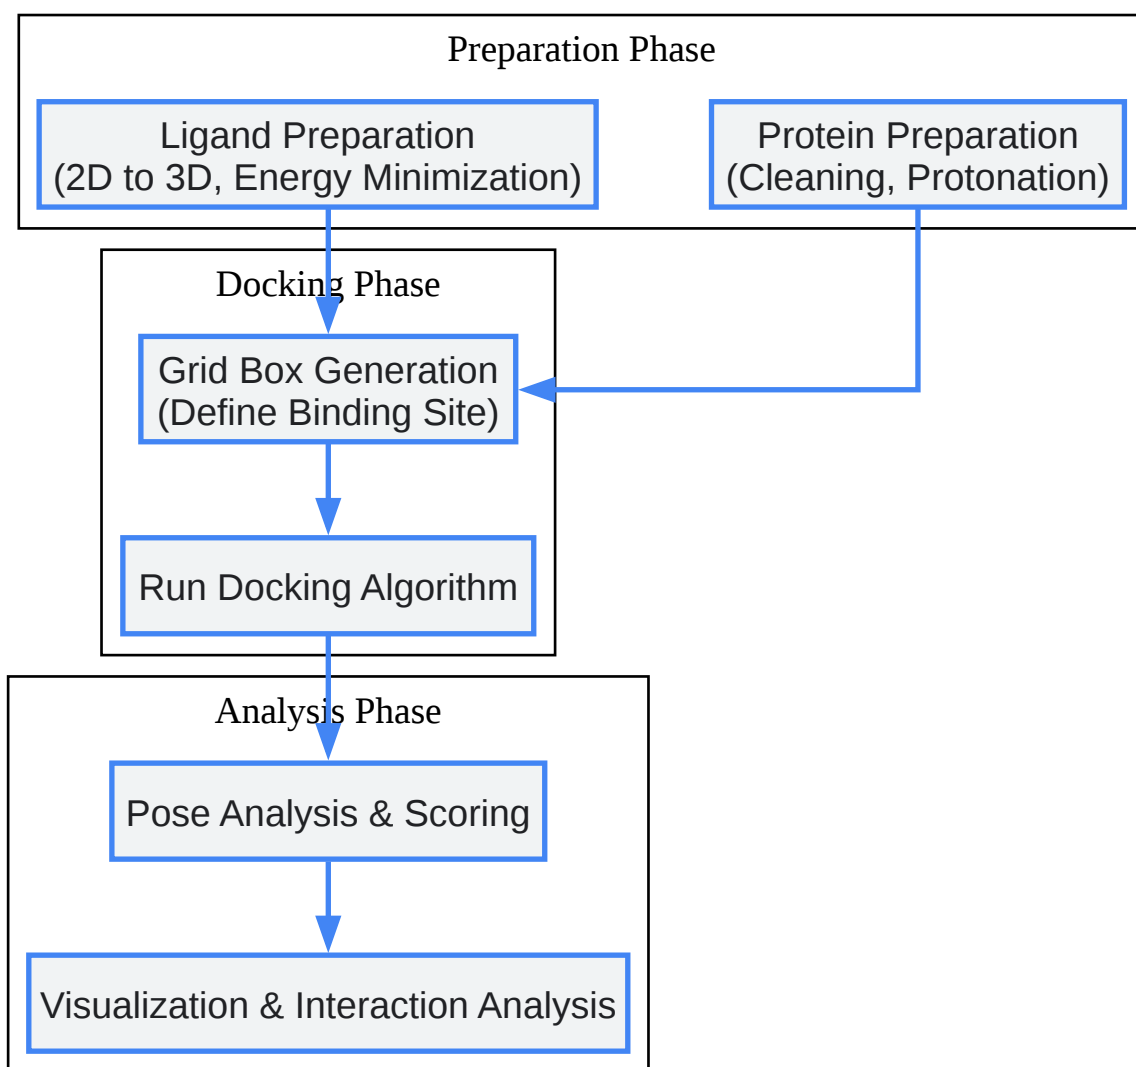 Preparation Phase
Ligand Preparation
(2D to 3D, Energy Minimization)
Protein Preparation
(Cleaning, Protonation)
Docking Phase
Grid Box Generation
(Define Binding Site)
Run Docking Algorithm
Analysis Phase
Pose Analysis & Scoring
Visualization & Interaction Analysis